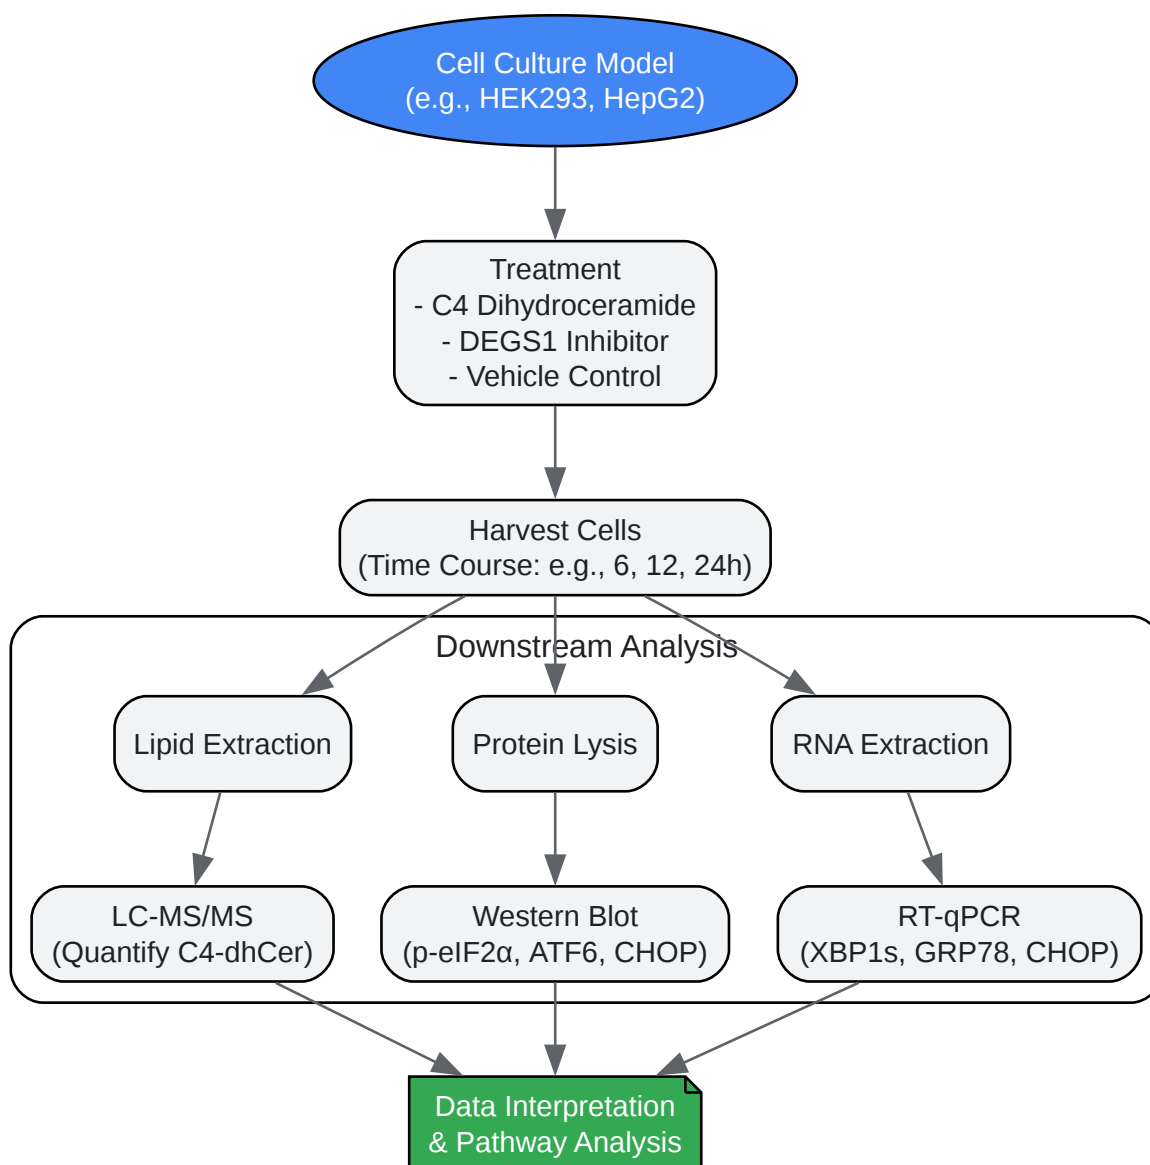 Cell Culture Model
(e.g., HEK293, HepG2)
Treatment
- C4 Dihydroceramide
- DEGS1 Inhibitor
- Vehicle Control
Harvest Cells
(Time Course: e.g., 6, 12, 24h)
Downstream Analysis
Lipid Extraction
Protein Lysis
RNA Extraction
LC-MS/MS
(Quantify C4-dhCer)
Western Blot
(p-eIF2α, ATF6, CHOP)
RT-qPCR
(XBP1s, GRP78, CHOP)
Data Interpretation
& Pathway Analysis